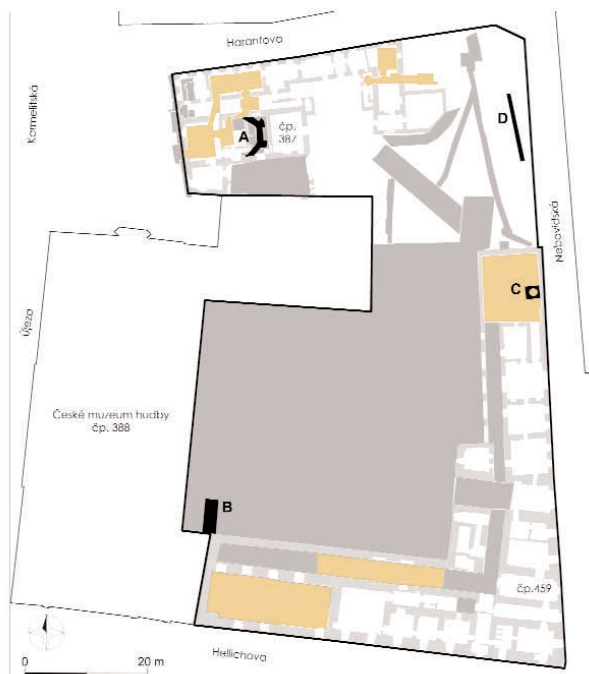 Harantova
Karmelitská
A
čp.
387
D
Nebovidská
C
Újezd
České muzeum hudby
čp. 388
B
čp.459
Hellichova
0 20 m